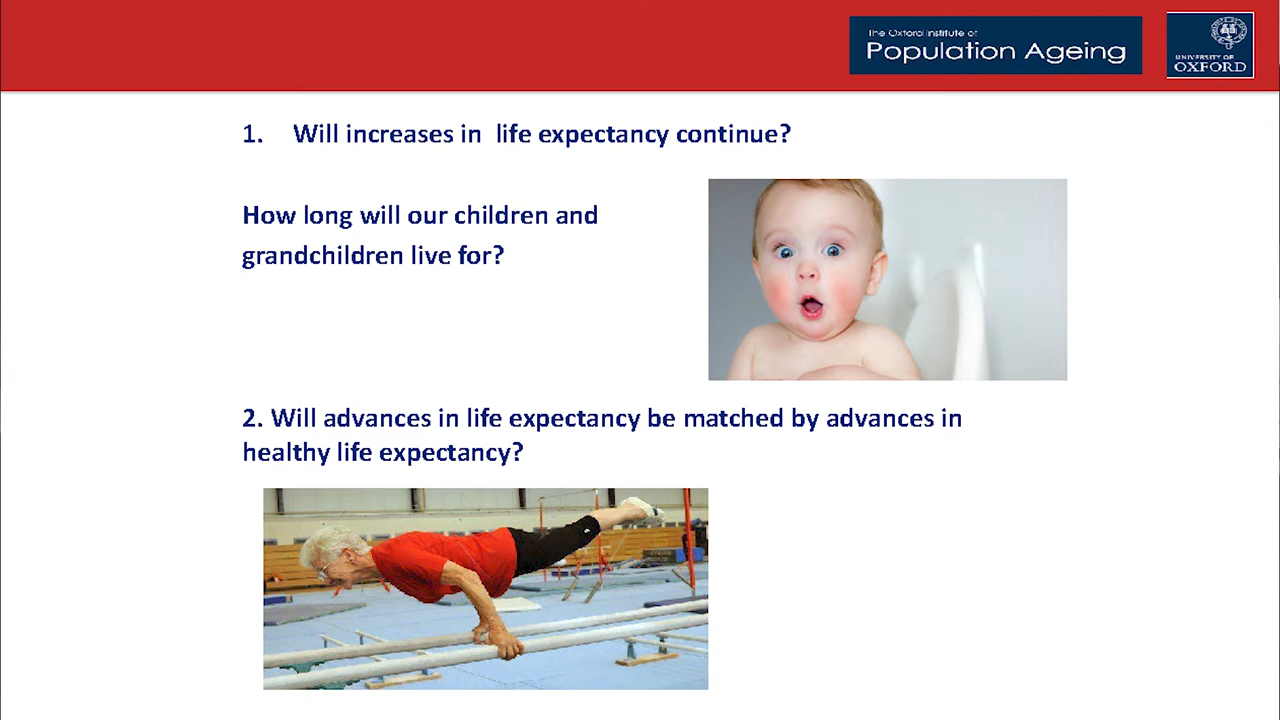 The Oxford Institute of
Population Ageing
UNIVERSITY OF
OXFORD
1. Will increases in life expectancy continue?
How long will our children and
grandchildren live for?
2. Will advances in life expectancy be matched by advances in
healthy life expectancy?